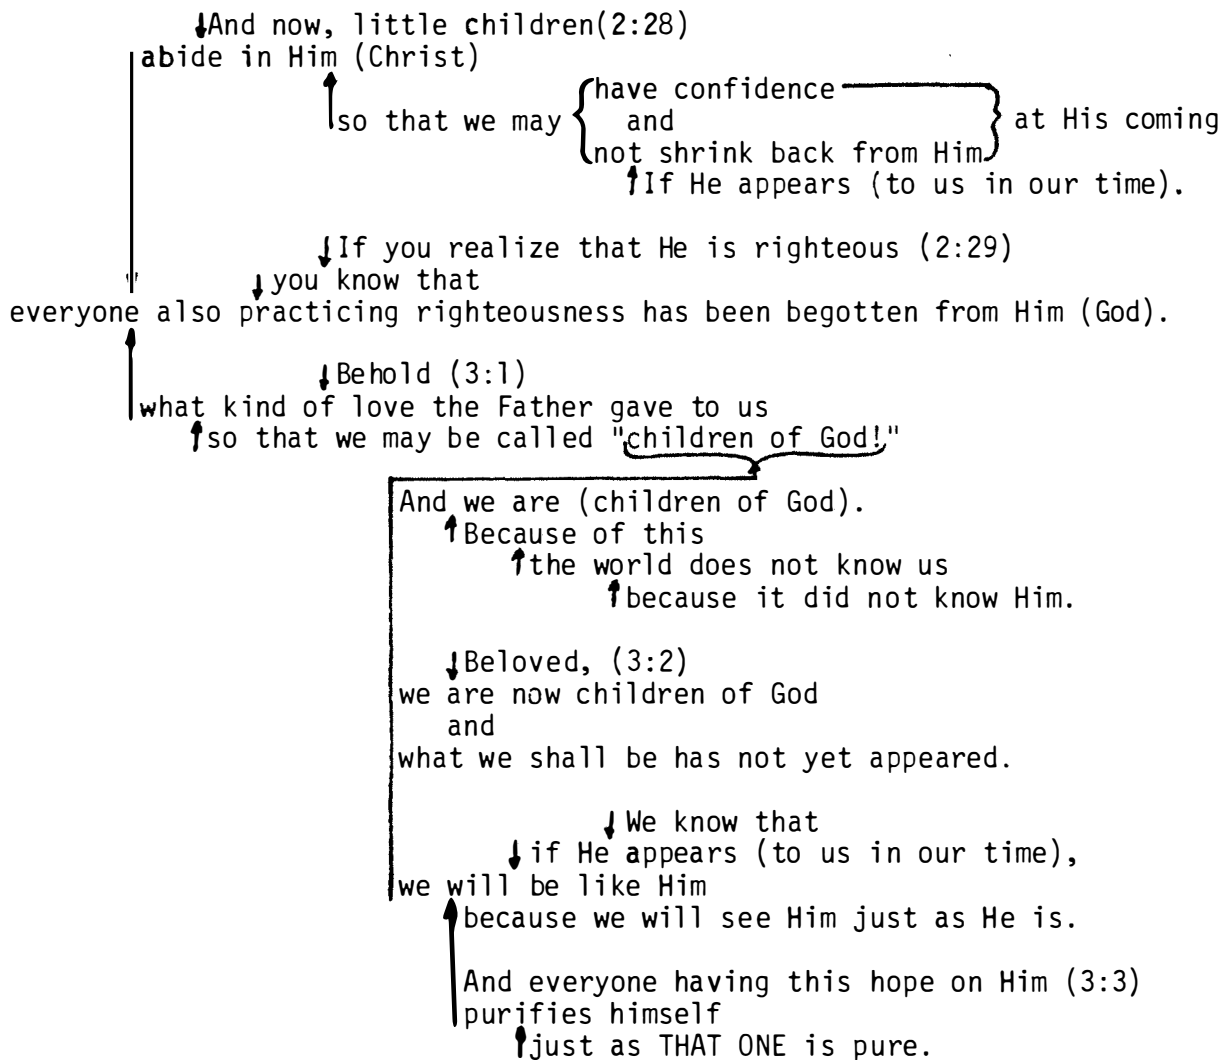 And now, little children(2:28)
abide in Him (Christ)
have confidence
so that we may and at His coming
not shrink back from Him
If He appears (to us in our time).
If you realize that He is righteous (2:29)
you know that
everyone also practicing righteousness has been begotten from Him (God).
Behold (3:1)
what kind of love the Father gave to us
so that we may be called "children of God!"
And we are (children of God).
Because of this
the world does not know us
because it did not know Him.
Beloved, (3:2)
we are now children of God
and
what we shall be has not yet appeared.
We know that
if He appears (to us in our time),
we will be like Him
because we will see Him just as He is.
And everyone having this hope on Him (3:3)
purifies himself
just as THAT ONE is pure.